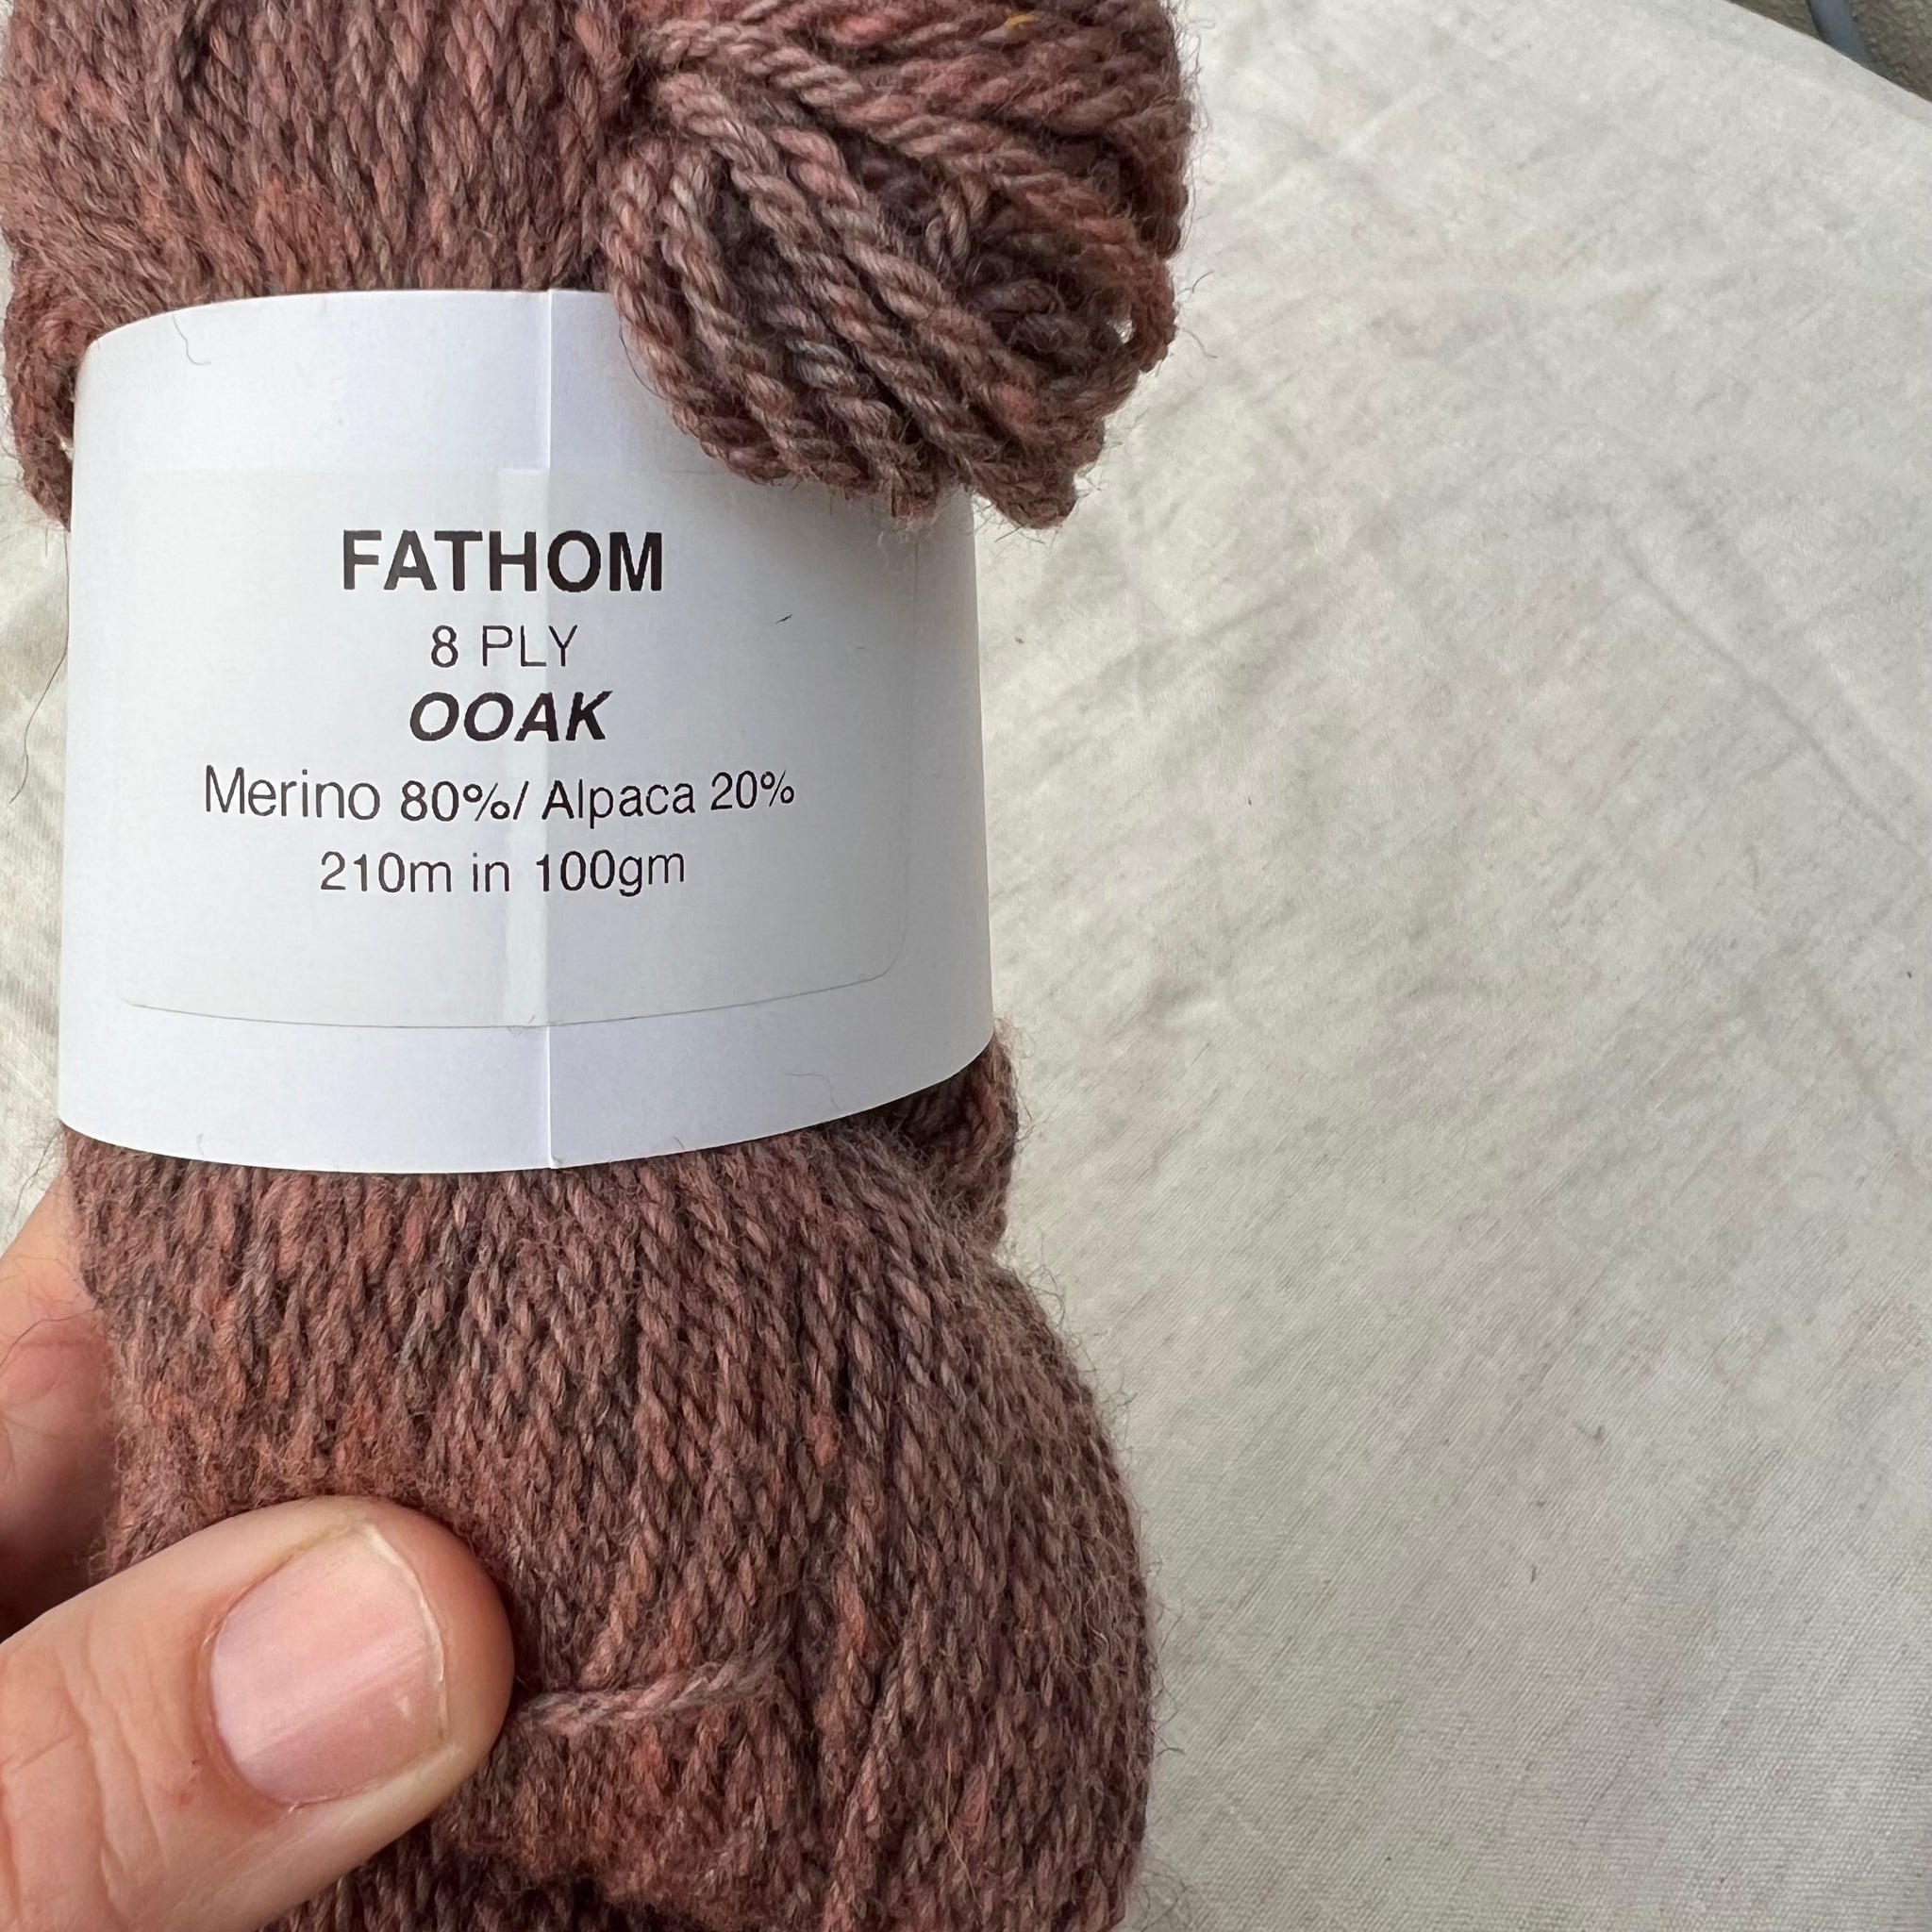 FATHOM
8 PLY
OOAK
Merino 80%/ Alpaca 20%
210m in 100gm